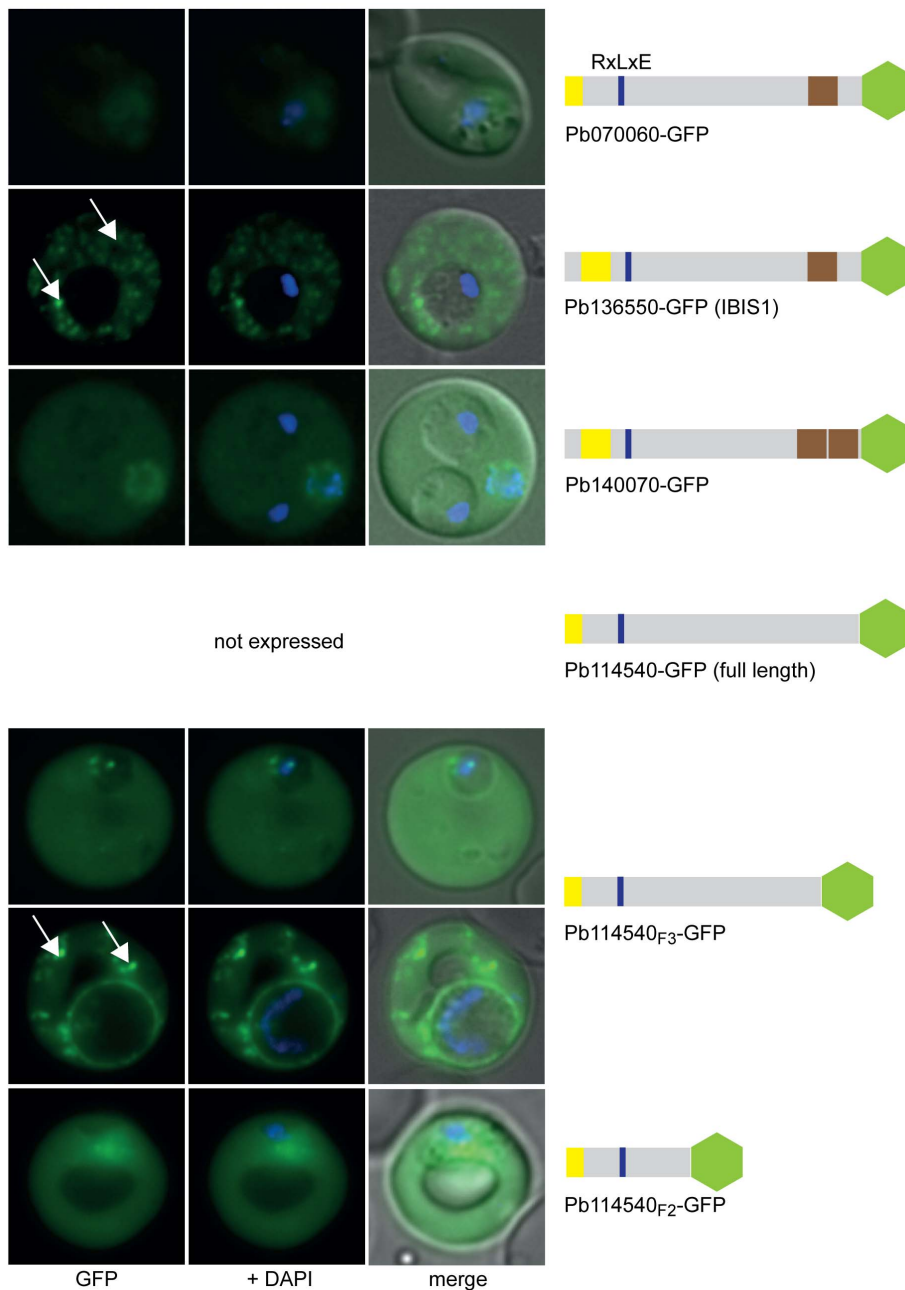 RxLxE
Pb070060-GFP
Pb136550-GFP (IBIS1)
Pb140070-GFP
not expressed
Pb114540-GFP (full length)
Pb114540F3-GFP
Pb114540F2-GFP
GFP
+ DAPI
merge